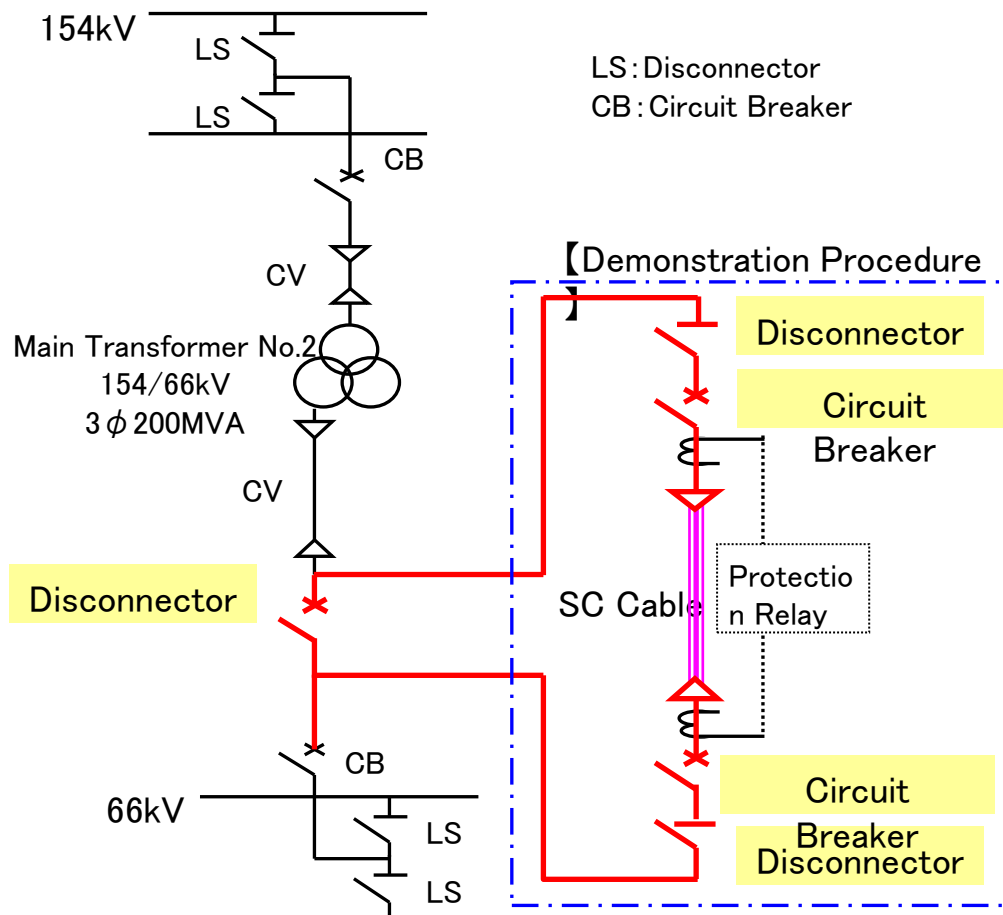 154kV
LS
LS
LS:Disconnector
CB:Circuit Breaker
CB
CV
【Demonstration Procedure
】
Main Transformer No.2
154/66kV
3φ200MVA
CV
Disconnector
Circuit
Breaker
Disconnector
SC Cable
Protectio
n Relay
CB
66kV
LS
LS
Circuit
Breaker
Disconnector